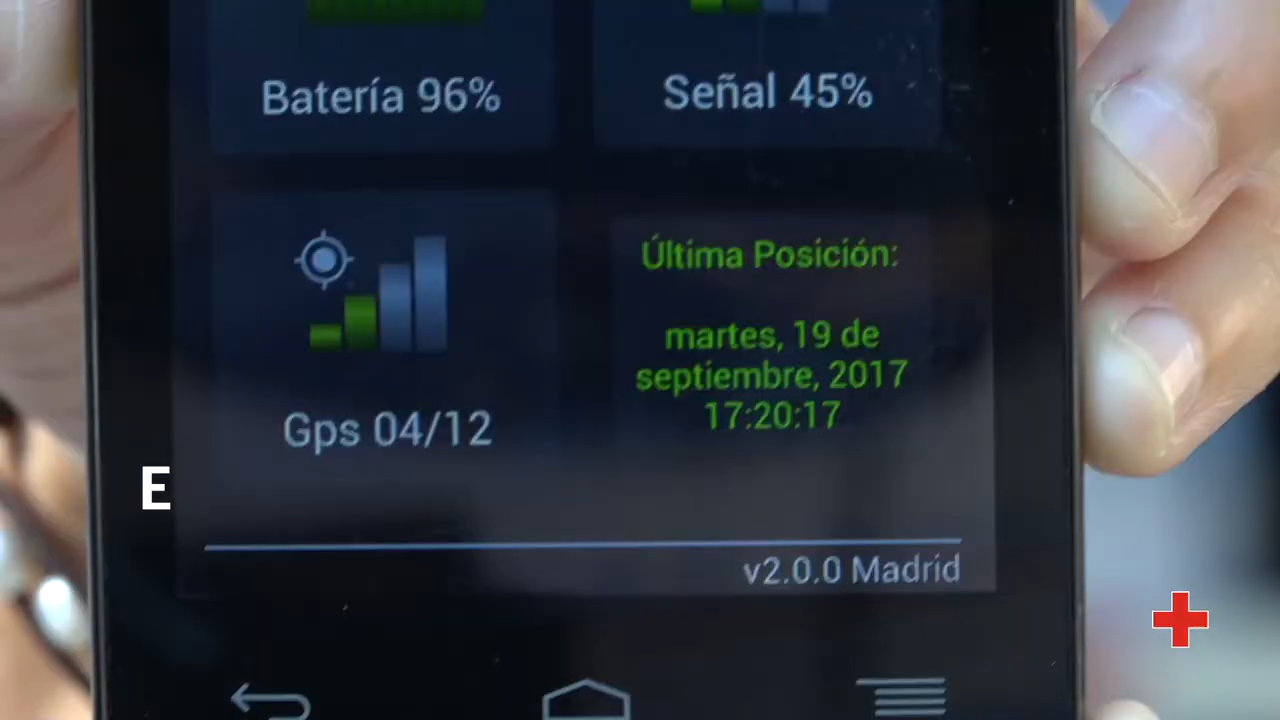 Batería 96%
Señal 45%
Gps 04/12
Última Posición:
martes, 19 de
septiembre, 2017
17:20:17
E
v2.0.0 Madrid